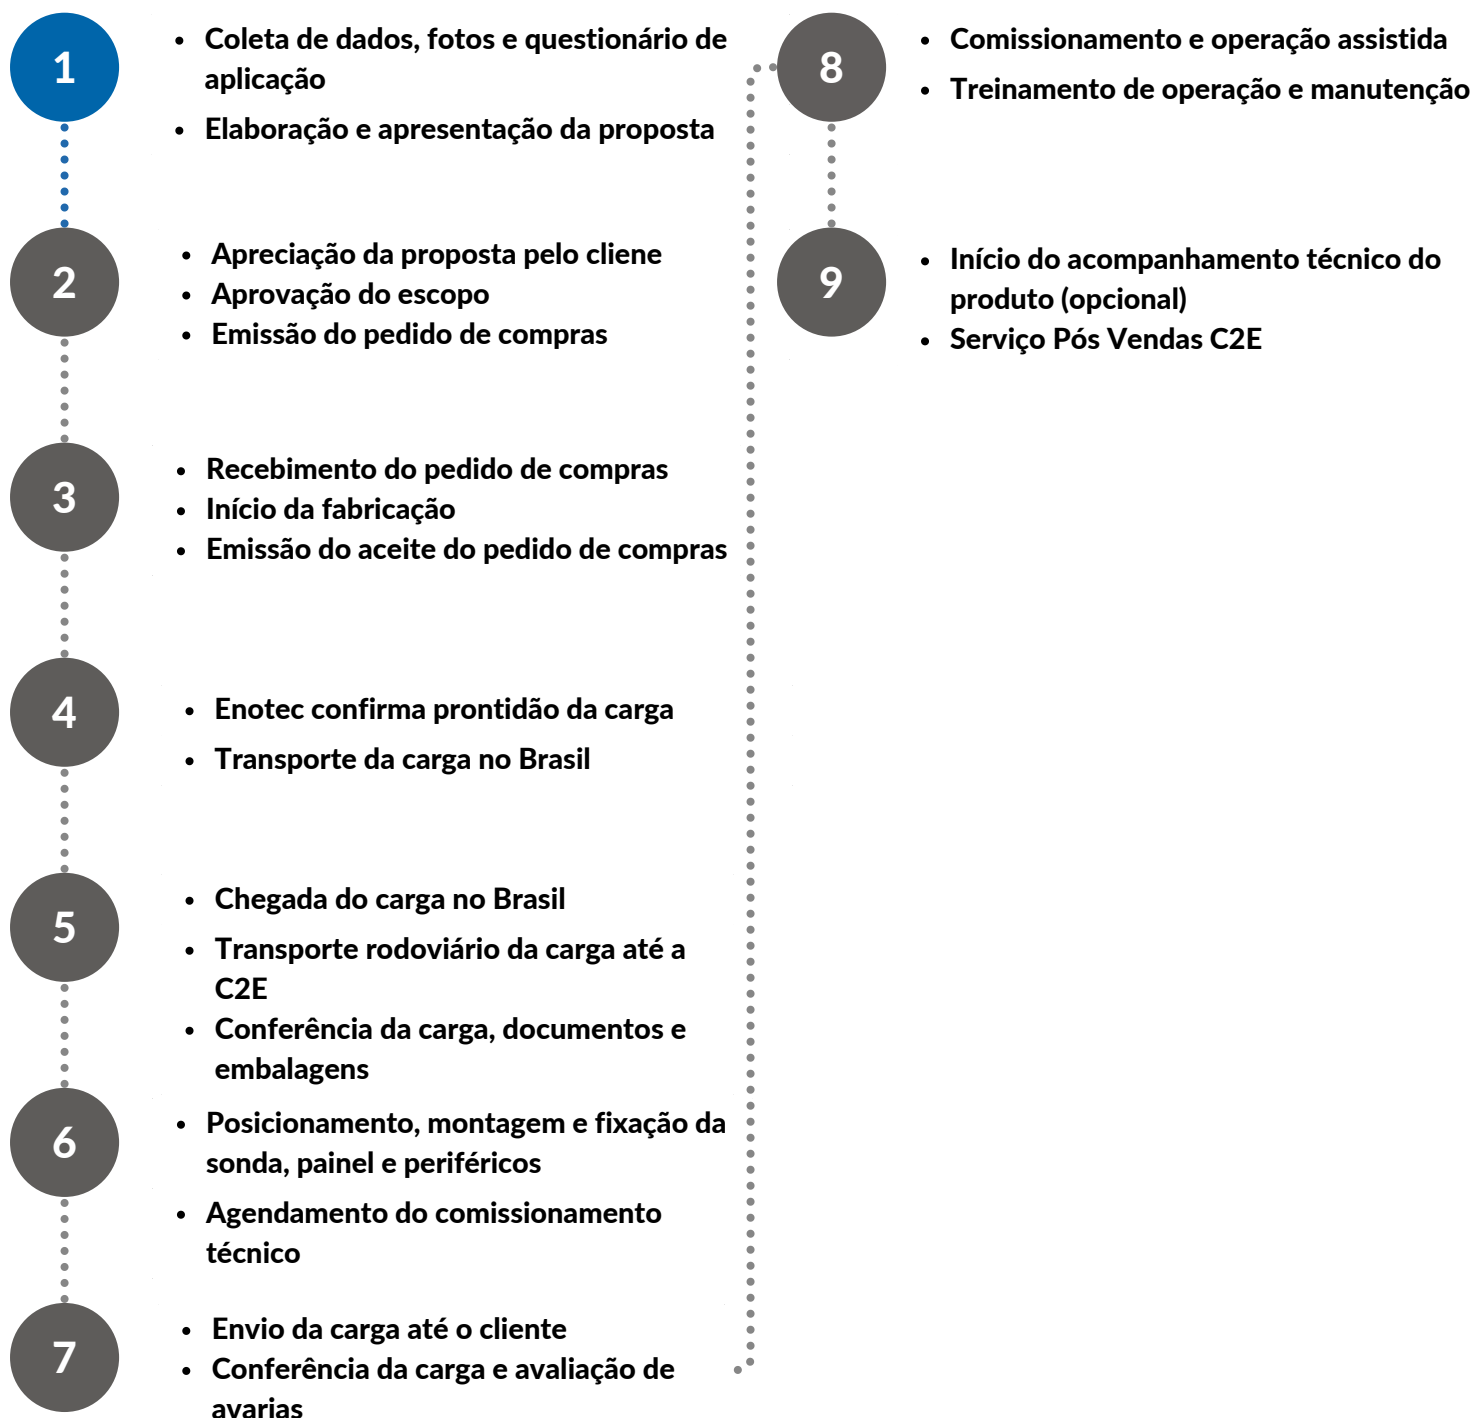 1
• Coleta de dados, fotos e questionário de
aplicação
• Elaboração e apresentação da proposta
2
• Apreciação da proposta pelo cliene
• Aprovação do escopo
• Emissão do pedido de compras
3
• Recebimento do pedido de compras
• Início da fabricação
• Emissão do aceite do pedido de compras
4
• Enotec confirma prontidão da carga
• Transporte da carga no Brasil
5
• Chegada do carga no Brasil
• Transporte rodoviário da carga até a
C2E
• Conferência da carga, documentos e
embalagens
6
• Posicionamento, montagem e fixação da
sonda, painel e periféricos
• Agendamento do comissionamento
técnico
7
• Envio da carga até o cliente
• Conferência da carga e avaliação de
avarias
8
• Comissionamento e operação assistida
• Treinamento de operação e manutenção
9
• Início do acompanhamento técnico do
produto (opcional)
• Serviço Pós Vendas C2E